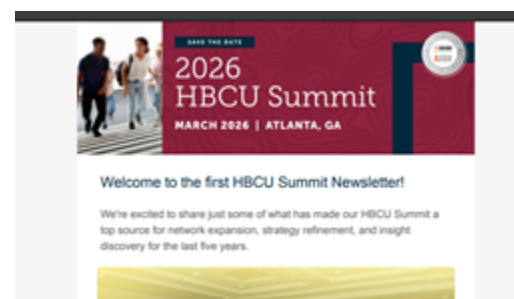 SAVE THE DATE
2026
HBCU Summit
MARCH 2026 | ATLANTA, GA
Welcome to the first HBCU Summit Newsletter!
We're excited to share just some of what has made our HBCU Summit a
top source for network expansion, strategy refinement, and insight
discovery for the last five years.